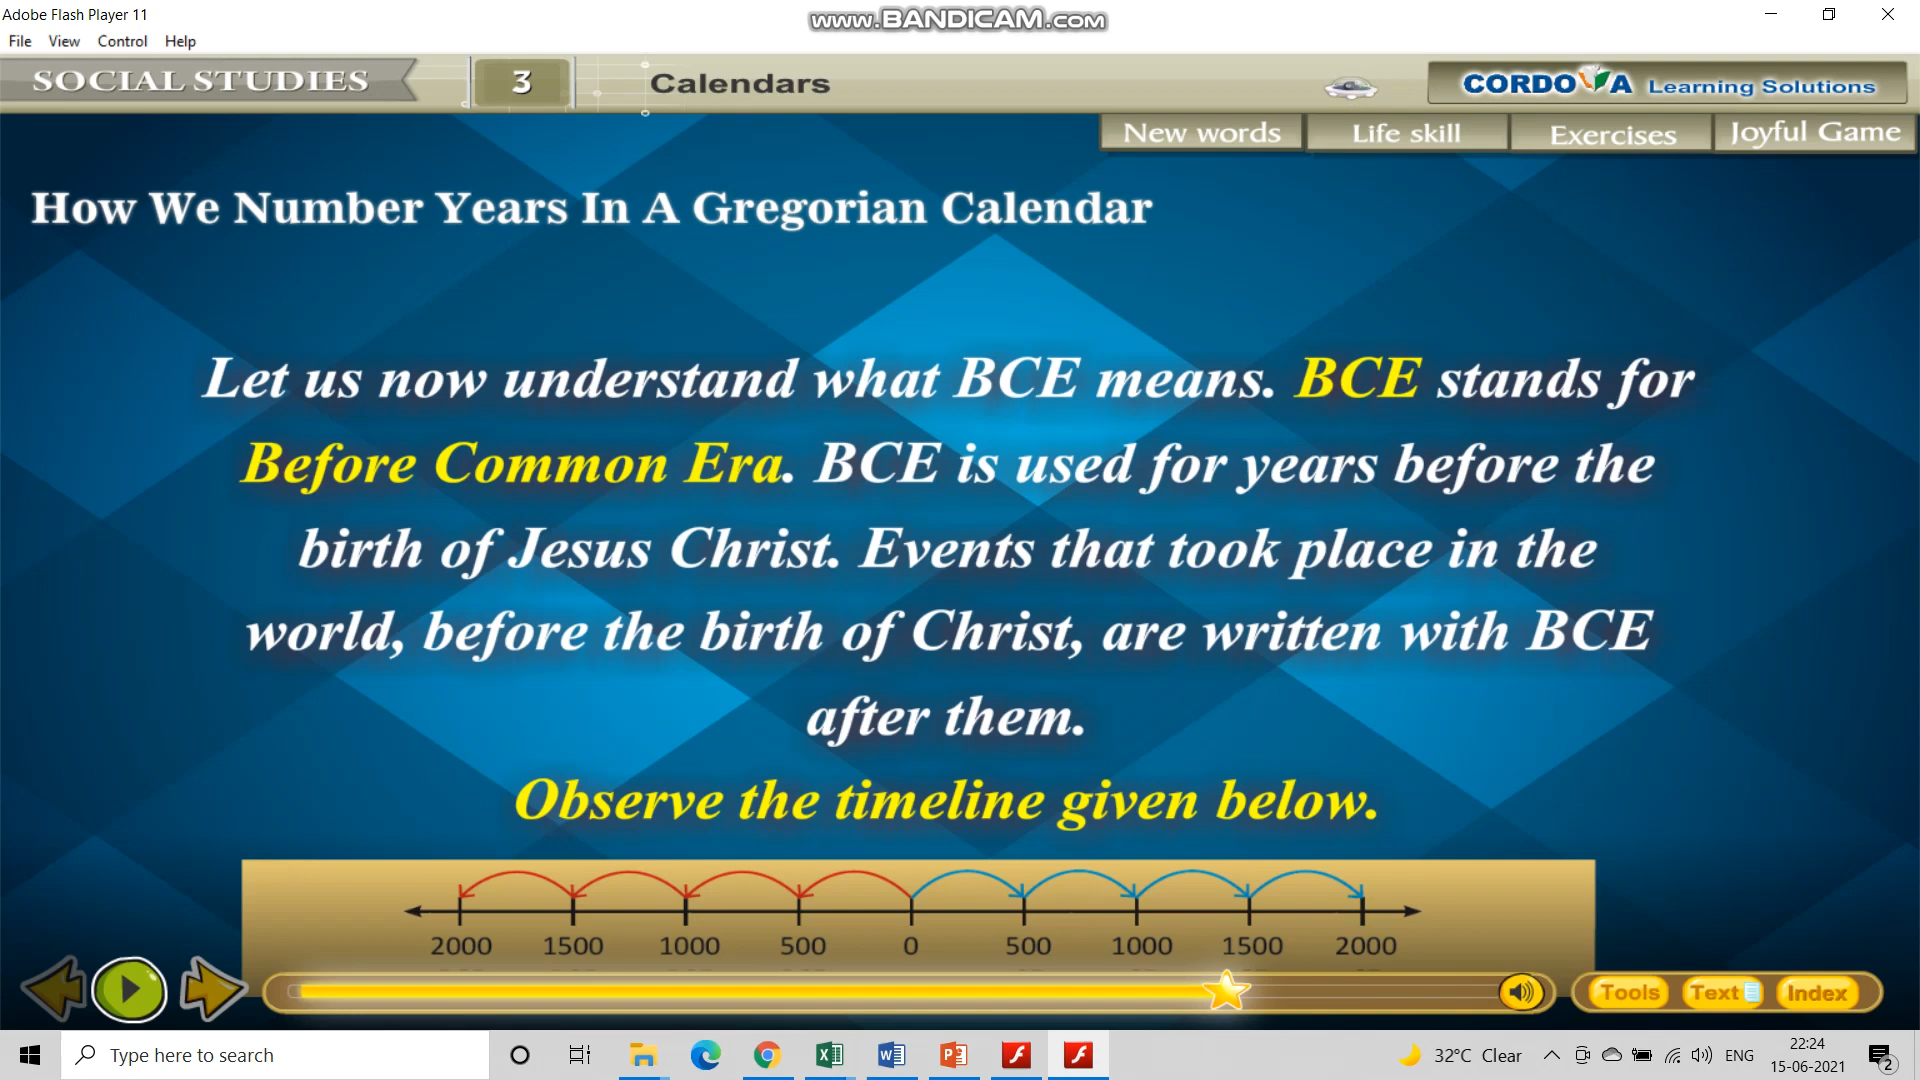 Adobe Flash Player 11
www.BANDICAM.com
File View Control Help
SOCIAL STUDIES
3
Calendars
CORDOVA Learning Solutions
New words
Life skill
Exercises
Joyful Game
How We Number Years In A Gregorian Calendar
Let us now understand what BCE means. BCE stands for
Before Common Era. BCE is used for years before the
birth of Jesus Christ. Events that took place in the
world, before the birth of Christ, are written with BCE
after them.
Observe the timeline given below.
2000 1500 1000 500 0 500 1000 1500 2000
Tools Text Index
Type here to search
32°C Clear
ENG
22:24
15-06-2021
2